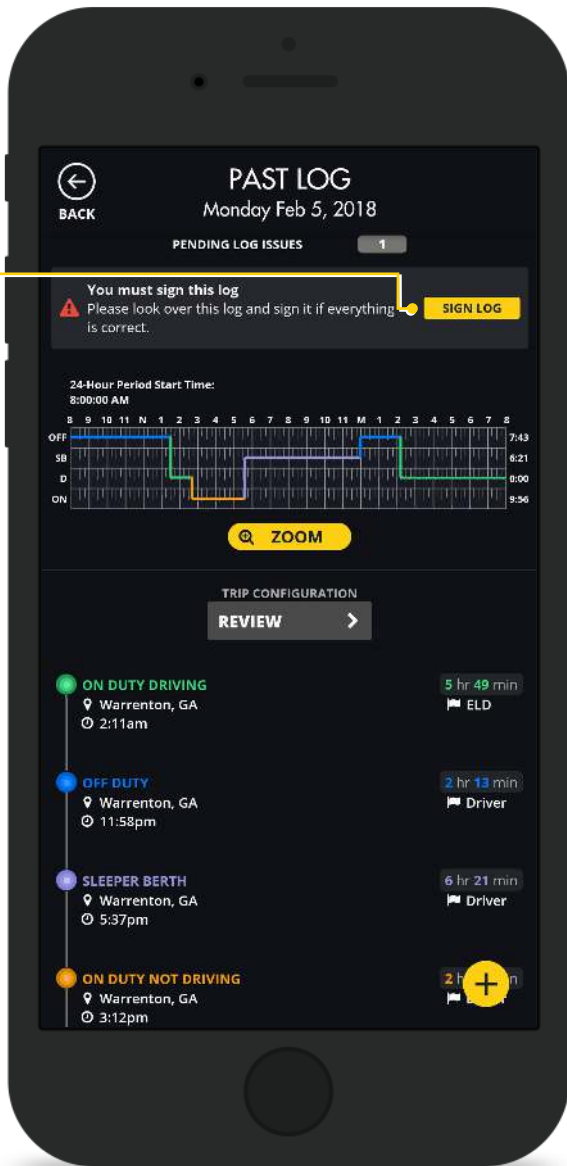 PAST LOG
BACK
Monday Feb 5, 2018
PENDING LOG ISSUES 1
You must sign this log
Please look over this log and sign it if everything
is correct.
SIGN LOG
24-Hour Period Start Time:
8:00:00 AM
8 9 10 11 N 1 2 3 4 5 6 7 8 9 10 11 M 1 2 3 4 5 6 7 8
OFF 7:43
SB 6:21
D 0:00
ON 9:56
ZOOM
TRIP CONFIGURATION
REVIEW
ON DUTY DRIVING 5 hr 49 min
Warrenton, GA ELD
2:11am
OFF DUTY 2 hr 13 min
Warrenton, GA Driver
11:58pm
SLEEPER BERTH 6 hr 21 min
Warrenton, GA Driver
5:37pm
ON DUTY NOT DRIVING 2
Warrenton, GA
3:12pm